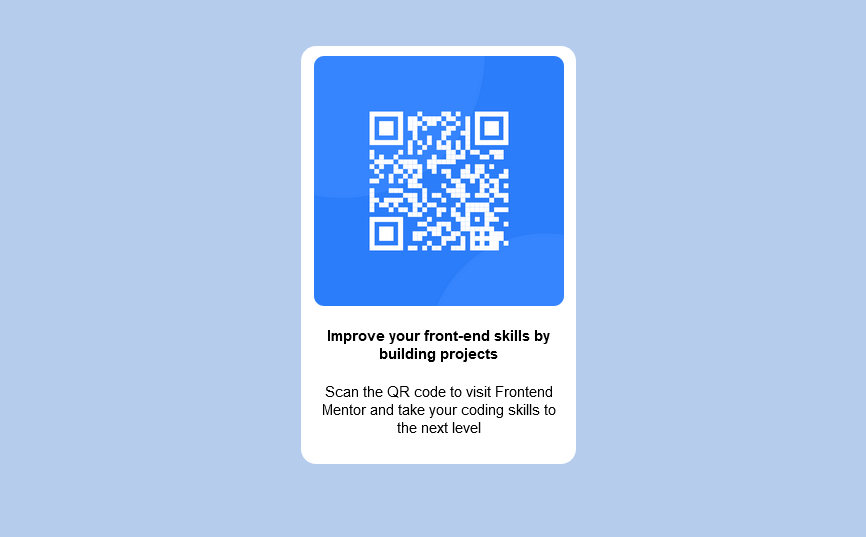 Improve your front-end skills by
building projects
Scan the QR code to visit Frontend
Mentor and take your coding skills to
the next level